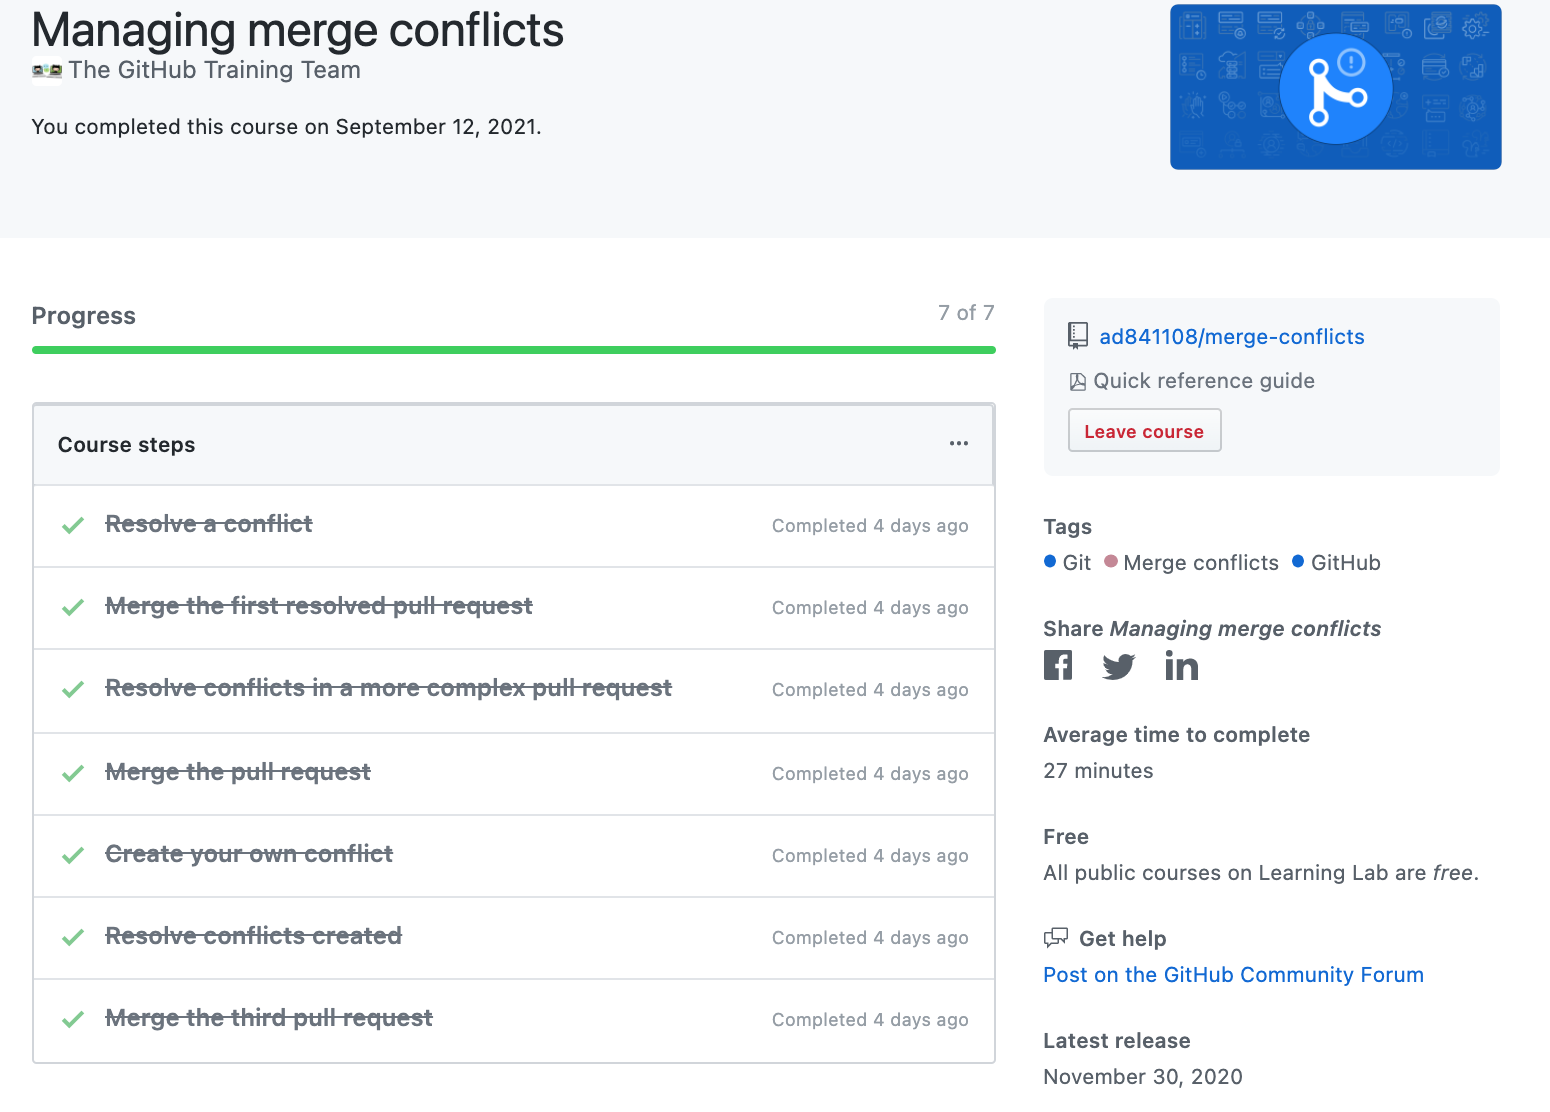 Managing merge conflicts
The GitHub Training Team
You completed this course on September 12, 2021.
Progress
7 of 7
Course steps
Resolve a conflict
Completed 4 days ago
Merge the first resolved pull request
Completed 4 days ago
Resolve conflicts in a more complex pull request
Completed 4 days ago
Merge the pull request
Completed 4 days ago
Create your own conflict
Completed 4 days ago
Resolve conflicts created
Completed 4 days ago
Merge the third pull request
Completed 4 days ago
ad841108/merge-conflicts
Quick reference guide
Leave course
Tags
Git Merge conflicts GitHub
Share Managing merge conflicts
Average time to complete
27 minutes
Free
All public courses on Learning Lab are free.
Get help
Post on the GitHub Community Forum
Latest release
November 30, 2020